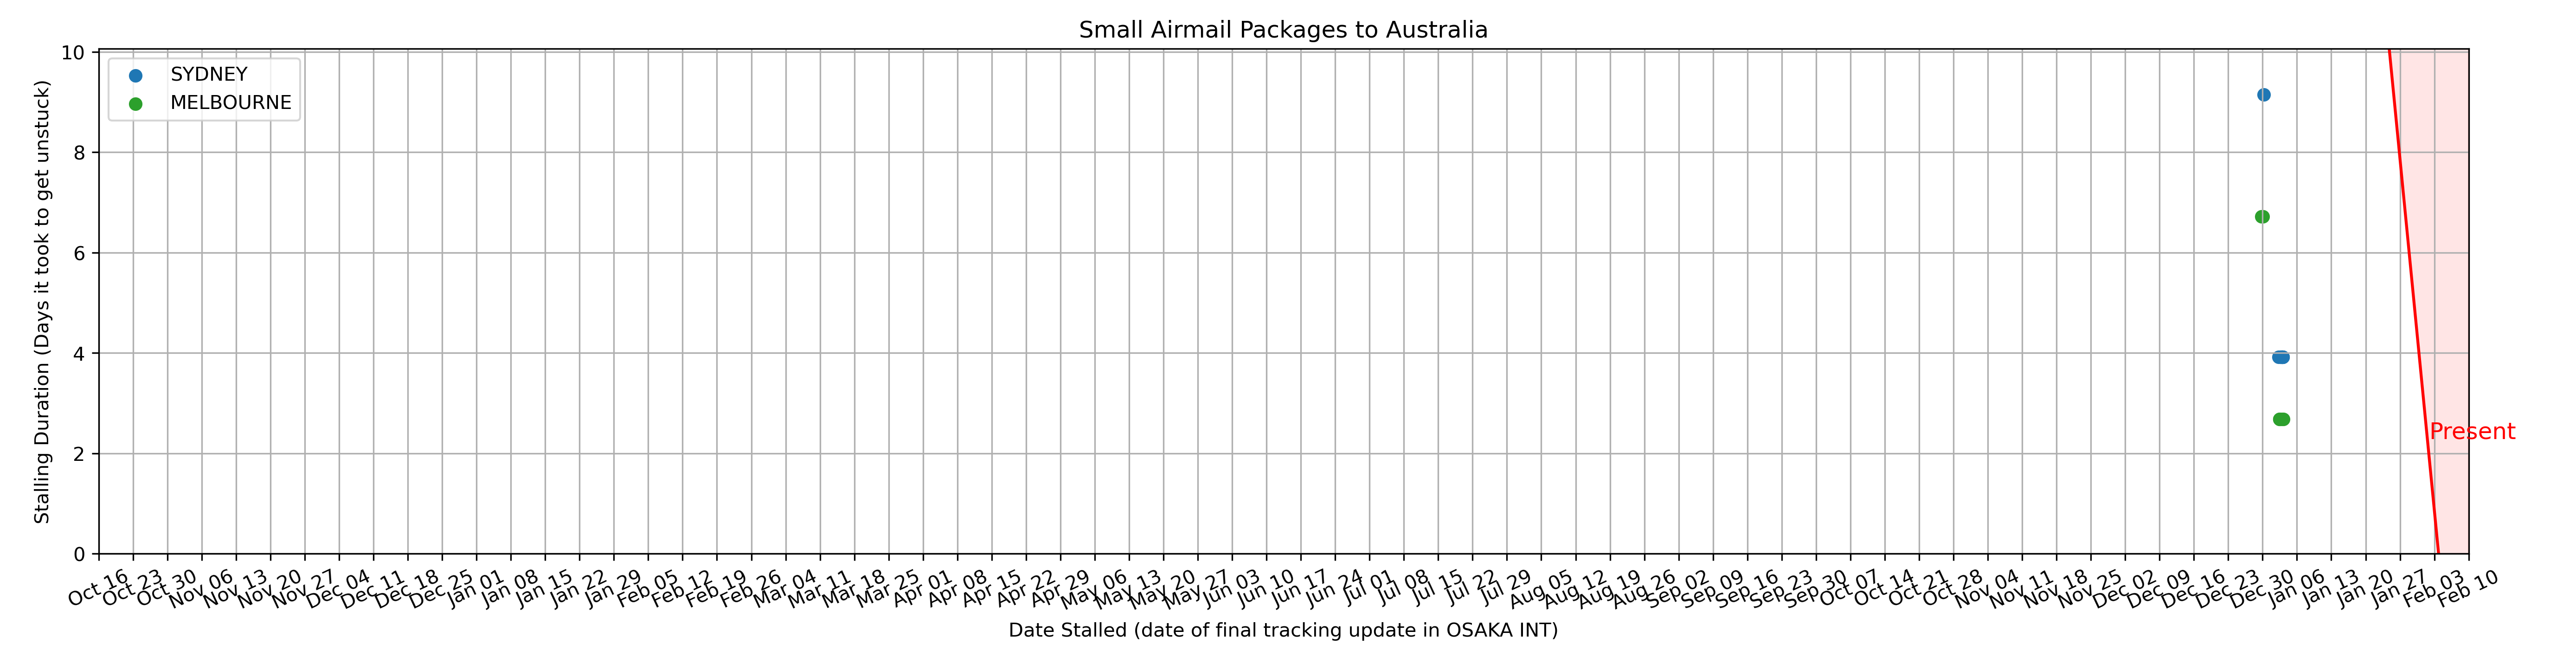 Small Airmail Packages to Australia
Stalling Duration (Days it took to get unstuck)
10
8
6
4
2
0
SYDNEY
MELBOURNE
Present
Oct 16
Oct 23
Oct 30
Nov 06
Nov 13
Nov 20
Nov 27
Dec 04
Dec 11
Dec 18
Dec 25
Jan 01
Jan 08
Jan 15
Jan 22
Jan 29
Feb 05
Feb 12
Feb 19
Feb 26
Mar 04
Mar 11
Mar 18
Mar 25
Apr 01
Apr 08
Apr 15
Apr 22
Apr 29
May 06
May 13
May 20
May 27
Jun 03
Jun 10
Jun 17
Jun 24
Jul 01
Jul 08
Jul 15
Jul 22
Jul 29
Aug 05
Aug 12
Aug 19
Aug 26
Sep 02
Sep 09
Sep 16
Sep 23
Sep 30
Oct 07
Oct 14
Oct 21
Oct 28
Nov 04
Nov 11
Nov 18
Nov 25
Dec 02
Dec 09
Dec 16
Dec 23
Dec 30
Jan 06
Jan 13
Jan 20
Jan 27
Feb 03
Feb 10
Date Stalled (date of final tracking update in OSAKA INT)